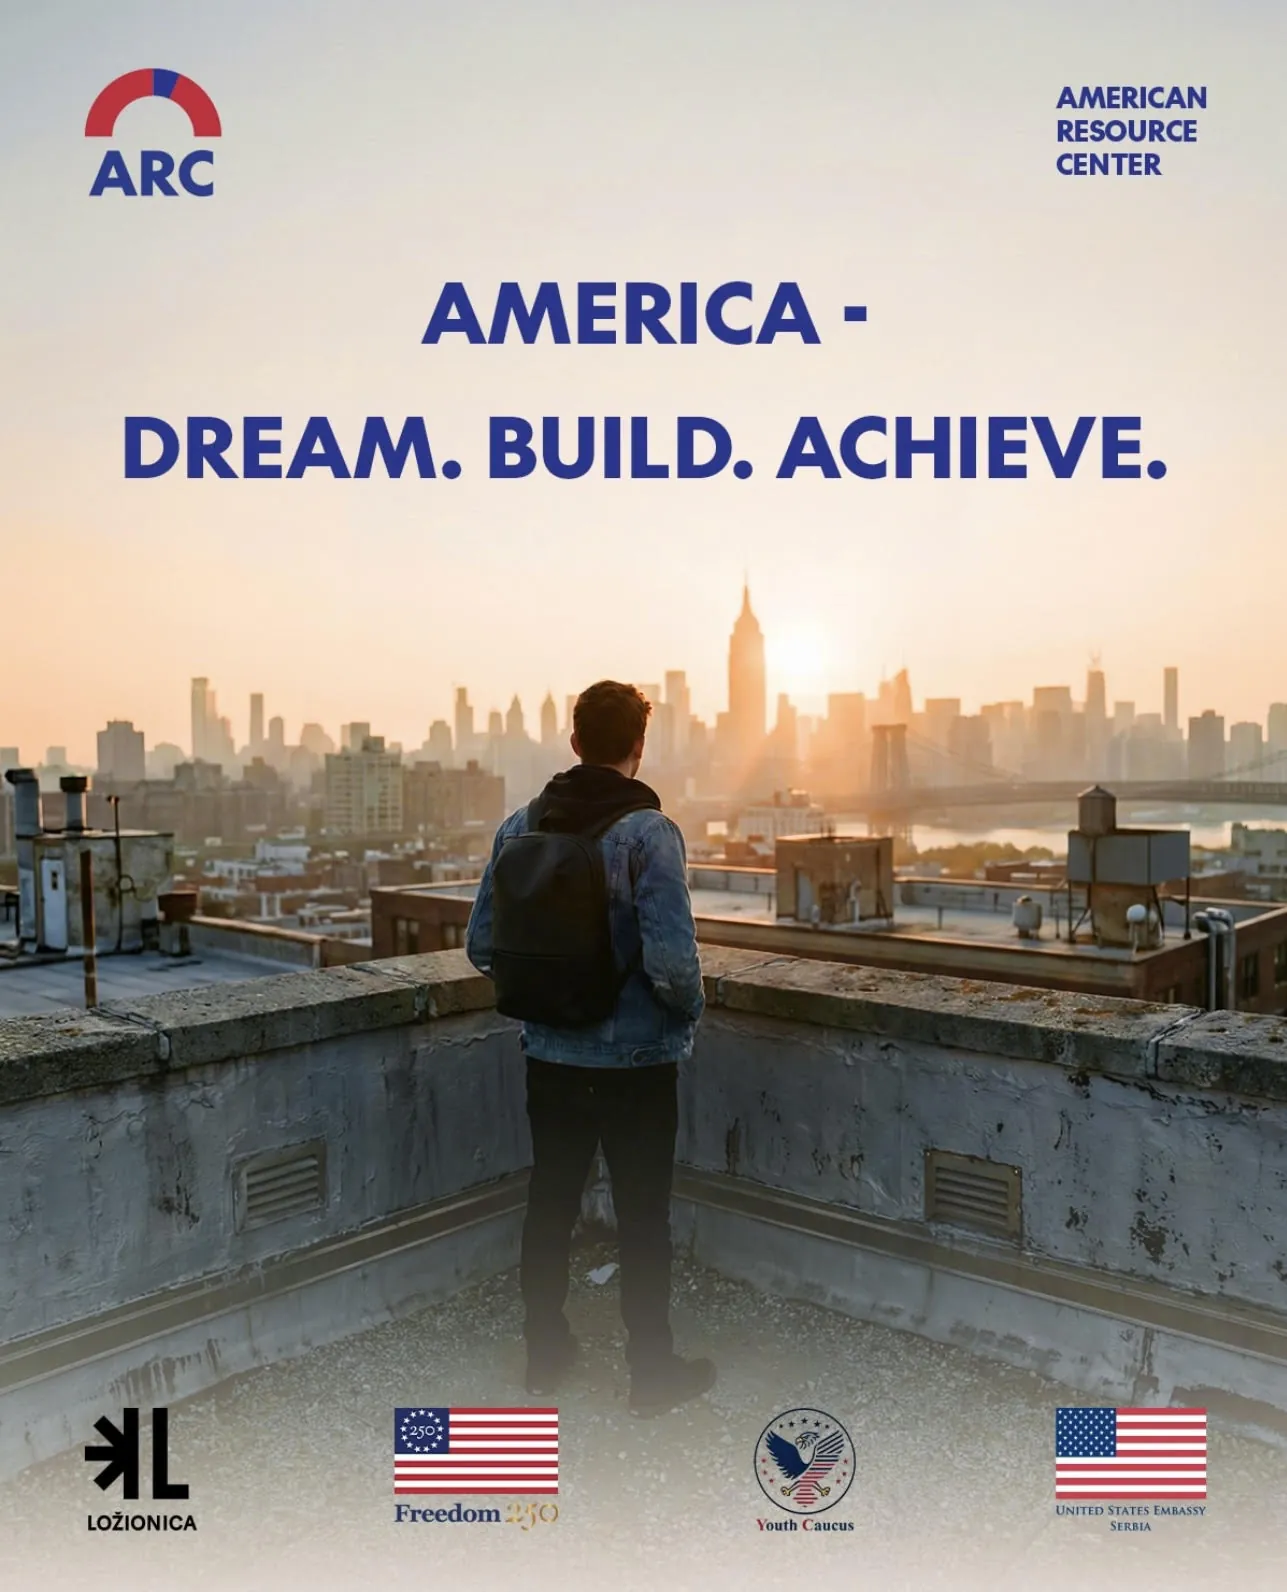 ARC
AMERICAN
RESOURCE
CENTER
AMERICA -
DREAM. BUILD. ACHIEVE.
LOŽIONICA
250
Freedom 250
Youth Caucus
UNITED STATES EMBASSY
SERBIA